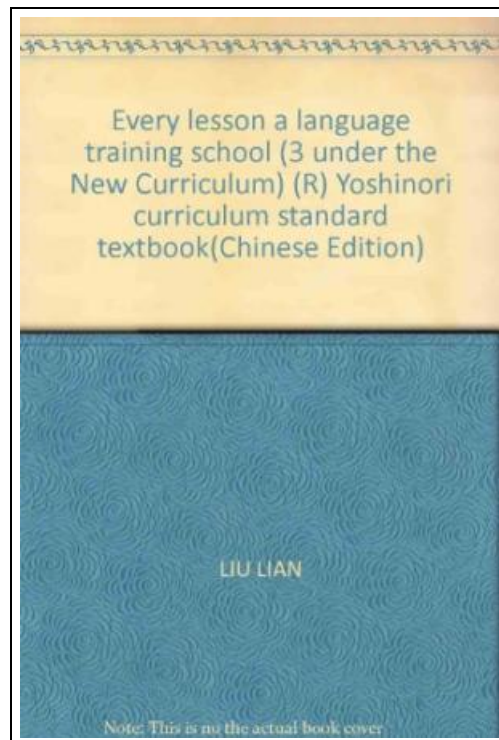 Every lesson a language
training school (3 under the
New Curriculum) (R) Yoshinori
curriculum standard
textbook(Chinese Edition)
LIU LIAN
Note: This is no the actual book cover